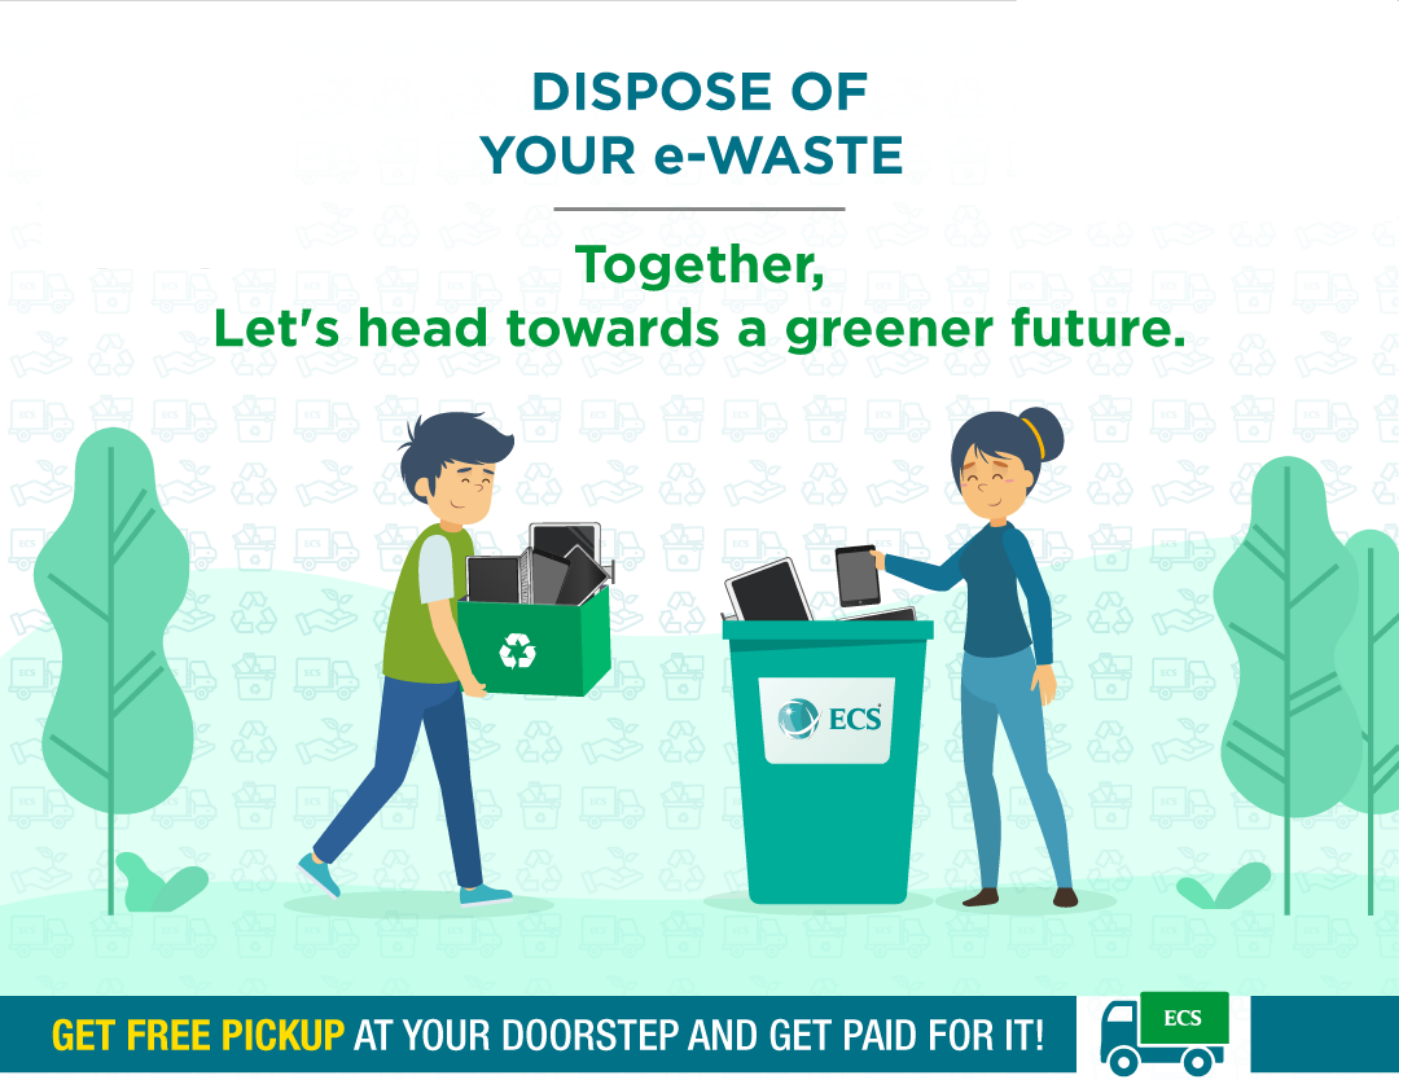 DISPOSE OF
YOUR e-WASTE
Together,
Let's head towards a greener future.
ECS
GET FREE PICKUP AT YOUR DOORSTEP AND GET PAID FOR IT!
ECS